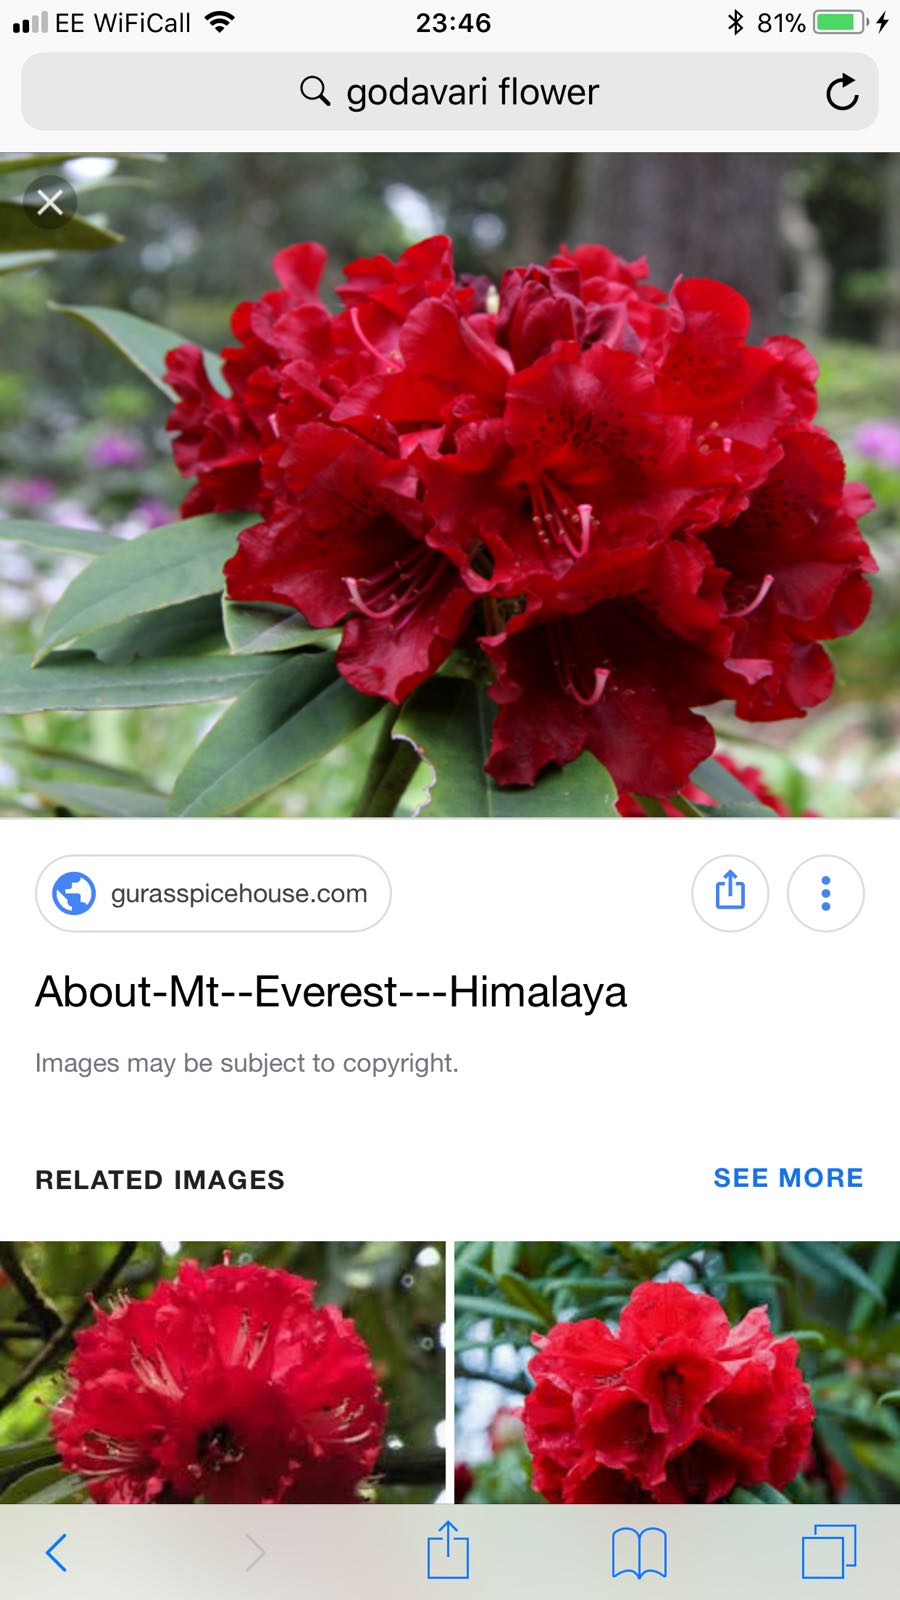 EE WiFiCall 23:46 81%
godavari flower
gurasspicehouse.com
About-Mt--Everest---Himalaya
Images may be subject to copyright.
RELATED IMAGES SEE MORE